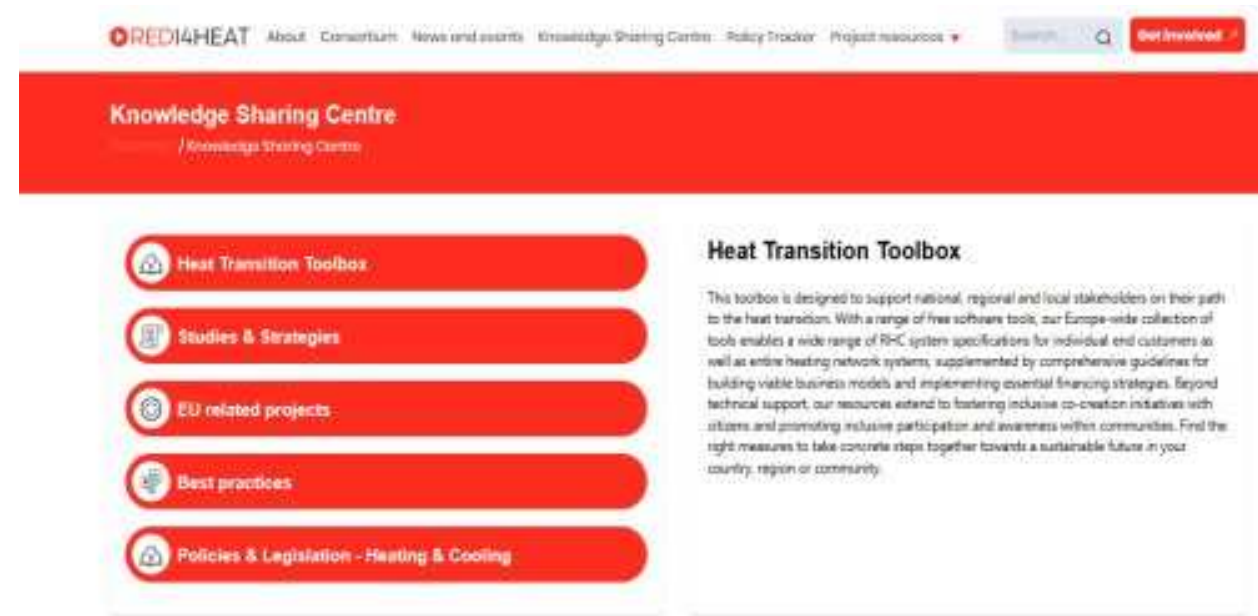 REDI4HEAT About Consortium News and events Knowledge Sharing Centre Policy Tracker Project resources Search... Get Involved
Knowledge Sharing Centre
/ Knowledge Sharing Centre
Heat Transition Toolbox
Studies & Strategies
EU related projects
Best practices
Policies & Legislation - Heating & Cooling
Heat Transition Toolbox
This toolbox is designed to support national, regional and local stakeholders on their path
to the heat transition. With a range of free software tools, our Europe-wide collection of
tools enables a wide range of RHC system specifications for individual end customers as
well as entire heating network systems, supplemented by comprehensive guidelines for
building viable business models and implementing essential financing strategies. Beyond
technical support, our resources extend to fostering inclusive co-creation initiatives with
citizens and promoting inclusive participation and awareness within communities. Find the
right measures to take concrete steps together towards a sustainable future in your
country, region or community.